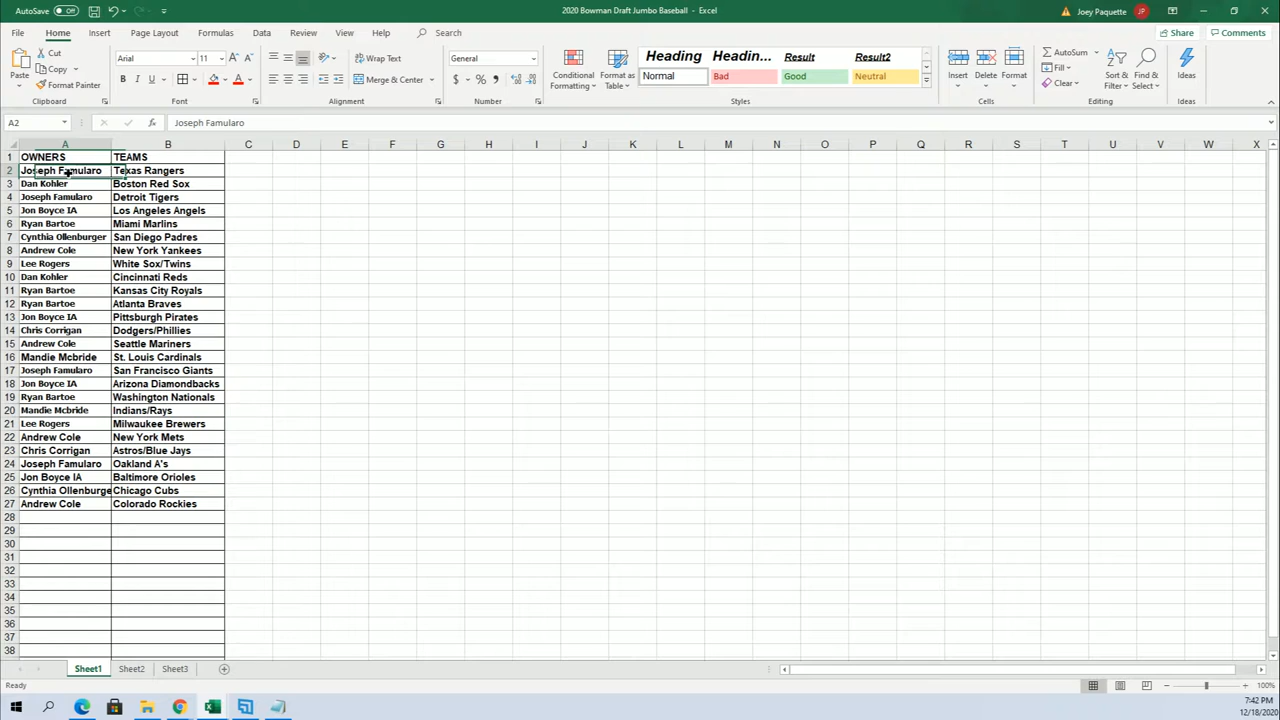 AutoSave Off 2020 Bowman Draft Jumbo Baseball - Excel Joey Paquette JP
File Home Insert Page Layout Formulas Data Review View Help Search Share Comments
Paste Cut Copy Format Painter Clipboard
Arial 11 A A B I U A Font
Wrap Text Merge & Center Alignment
General $ % , Number
Conditional Formatting Format as Table
Heading Headin... Result Result2
Normal Bad Good Neutral
Styles
Insert Delete Format Cells
AutoSum Fill Clear Sort & Filter Find & Select Editing
Ideas Ideas
A2 fx Joseph Famularo
A B C D E F G H I J K L M N O P Q R S T U V W X
1 OWNERS TEAMS
2 Joseph Famularo Texas Rangers
3 Dan Kohler Boston Red Sox
4 Joseph Famularo Detroit Tigers
5 Jon Boyce IA Los Angeles Angels
6 Ryan Bartoe Miami Marlins
7 Cynthia Ollenburger San Diego Padres
8 Andrew Cole New York Yankees
9 Lee Rogers White Sox/Twins
10 Dan Kohler Cincinnati Reds
11 Ryan Bartoe Kansas City Royals
12 Ryan Bartoe Atlanta Braves
13 Jon Boyce IA Pittsburgh Pirates
14 Chris Corrigan Dodgers/Phillies
15 Andrew Cole Seattle Mariners
16 Mandie Mcbride St. Louis Cardinals
17 Joseph Famularo San Francisco Giants
18 Jon Boyce IA Arizona Diamondbacks
19 Ryan Bartoe Washington Nationals
20 Mandie Mcbride Indians/Rays
21 Lee Rogers Milwaukee Brewers
22 Andrew Cole New York Mets
23 Chris Corrigan Astros/Blue Jays
24 Joseph Famularo Oakland A's
25 Jon Boyce IA Baltimore Orioles
26 Cynthia Ollenburge Chicago Cubs
27 Andrew Cole Colorado Rockies
28
29
30
31
32
33
34
35
36
37
38
Sheet1 Sheet2 Sheet3
Ready 100%
7:42 PM
12/18/2020